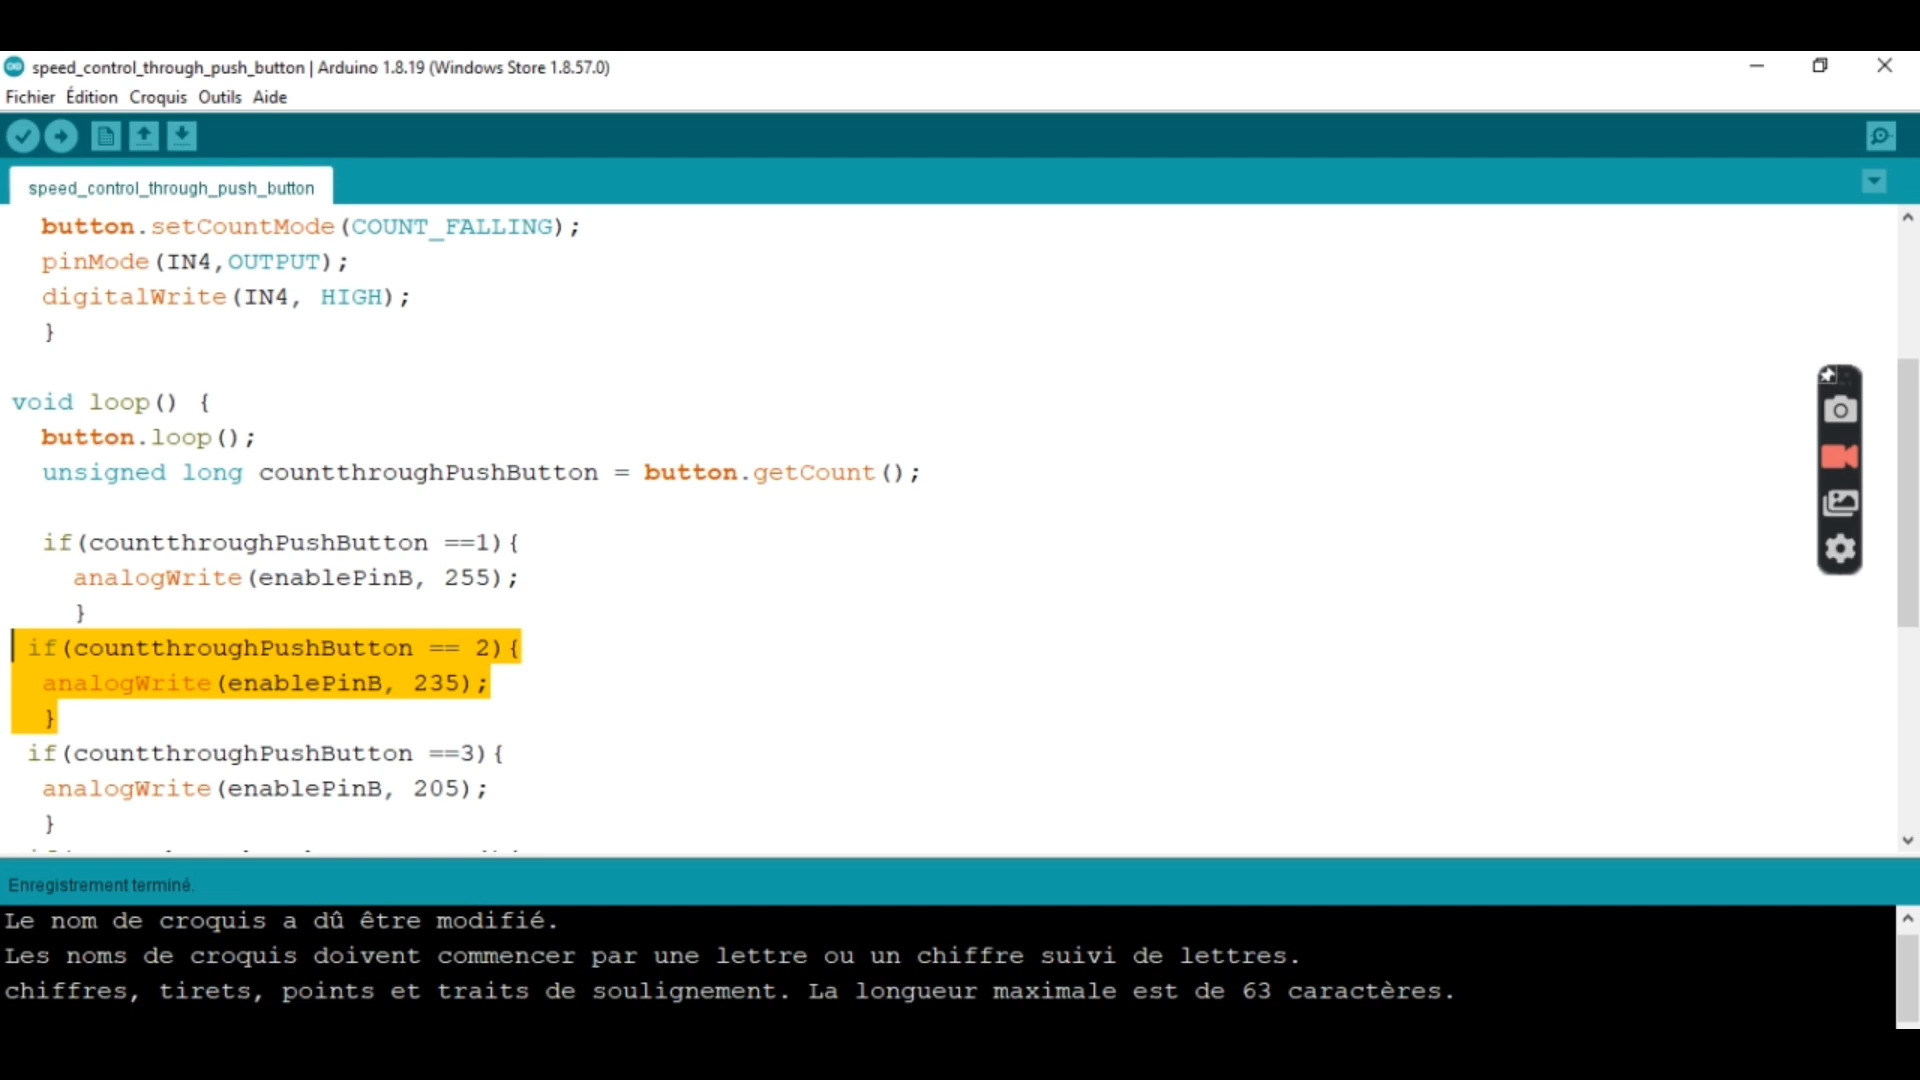 speed_control_through_push_button | Arduino 1.8.19 (Windows Store 1.8.57.0)
Fichier Édition Croquis Outils Aide
speed_control_through_push_button
button.setCountMode(COUNT_FALLING);
pinMode(IN4,OUTPUT);
digitalWrite(IN4, HIGH);
}
void loop() {
button.loop();
unsigned long countthroughPushButton = button.getCount();
if(countthroughPushButton ==1){
analogWrite(enablePinB, 255);
}
if(countthroughPushButton == 2){
analogWrite(enablePinB, 235);
}
if(countthroughPushButton ==3){
analogWrite(enablePinB, 205);
}
Enregistrement terminé.
Le nom de croquis a dû être modifié.
Les noms de croquis doivent commencer par une lettre ou un chiffre suivi de lettres.
chiffres, tirets, points et traits de soulignement. La longueur maximale est de 63 caractères.